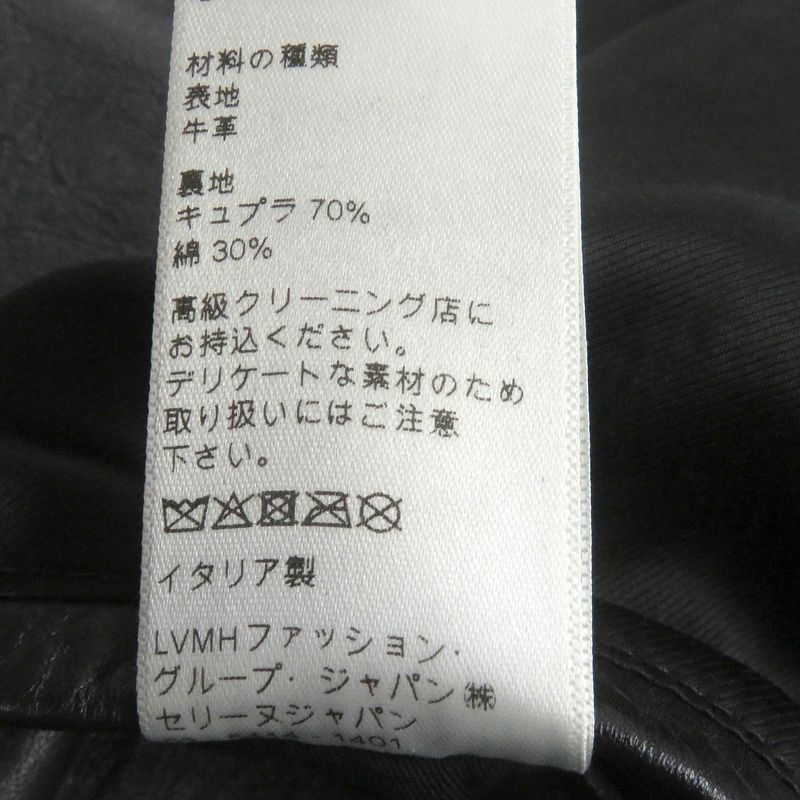 材料の種類
表地
牛革
裏地
キュプラ 70%
綿 30%
高級クリーニング店に
お持込ください。
デリケートな素材のため
取り扱いにはご注意
下さい。
イタリア製
LVMHファッション·
グループ· ジャパン㈱
セリーヌジャパン
1401